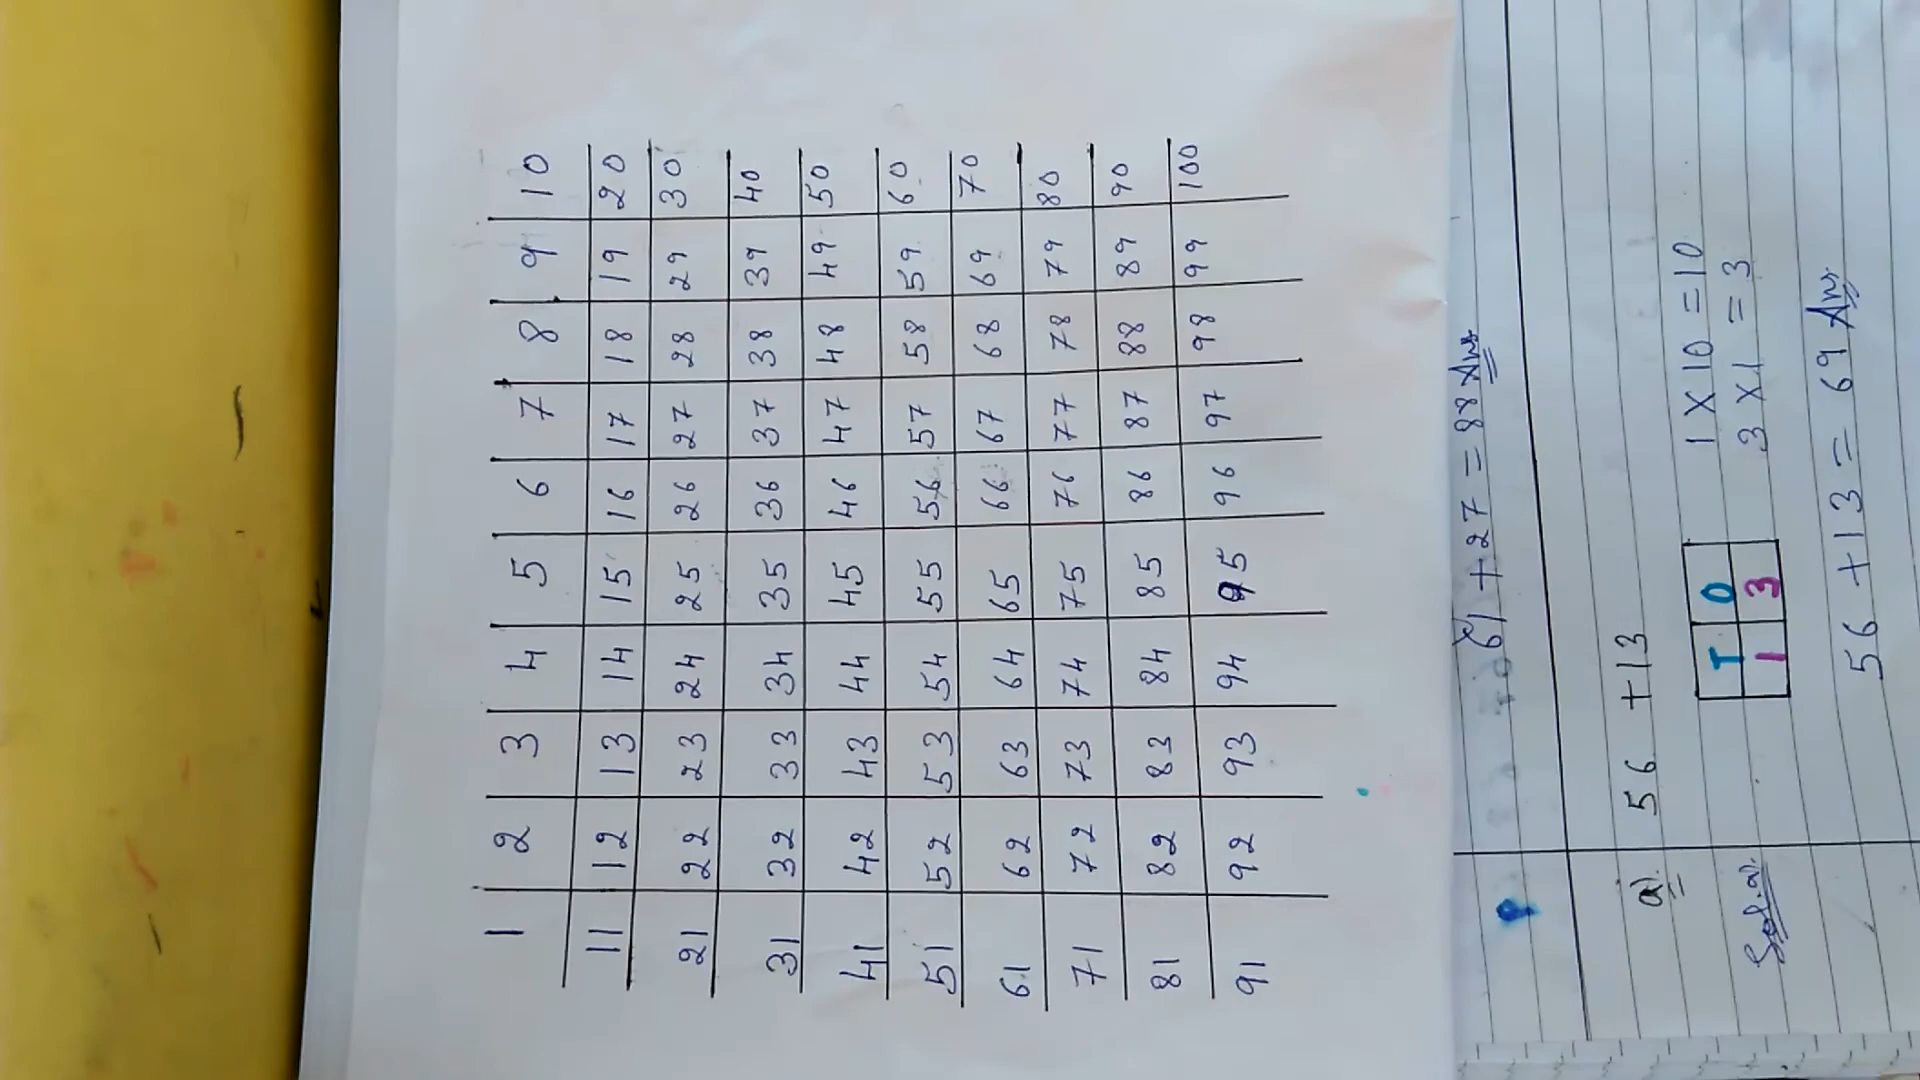 1 2 3 4 5 6 7 8 9 10
11 12 13 14 15 16 17 18 19 20
21 22 23 24 25 26 27 28 29 30
31 32 33 34 35 36 37 38 39 40
41 42 43 44 45 46 47 48 49 50
51 52 53 54 55 56 57 58 59 60
61 62 63 64 65 66 67 68 69 70
71 72 73 74 75 76 77 78 79 80
81 82 83 84 85 86 87 88 89 90
91 92 93 94 95 96 97 98 99 100
61 + 27 = 88 Ans
a) 56 + 13
Sol.a). T O 1 X 10 = 10
1 3 3 X 1 = 3
56 + 13 = 69 Ans.